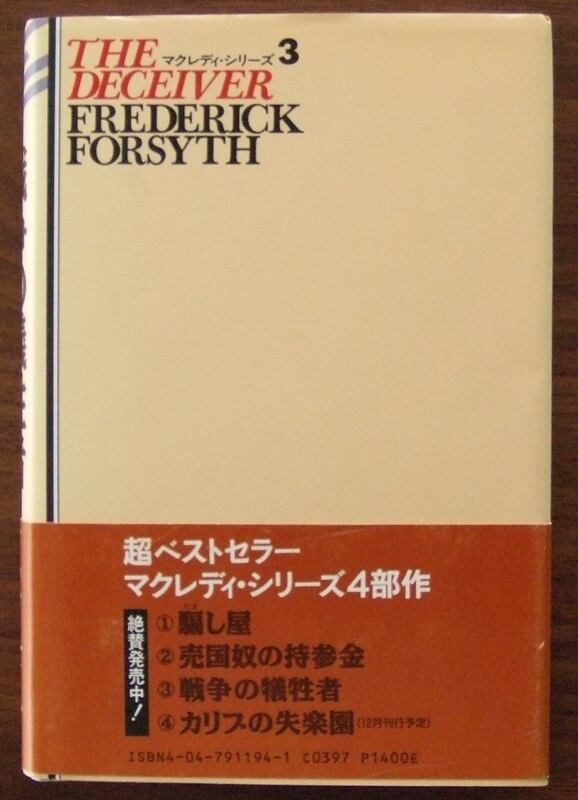 THE
DECEIVER
マクレディ・シリーズ3
FREDERICK
FORSYTH
超ベストセラー
マクレディ・シリーズ4部作
絶賛発売中!
①騙し屋
だま
②売国奴の持参金
③戦争の犠牲者
④カリブの失楽園(12月刊行予定)
ISBN4-04-791194-1 C0397 P1400E